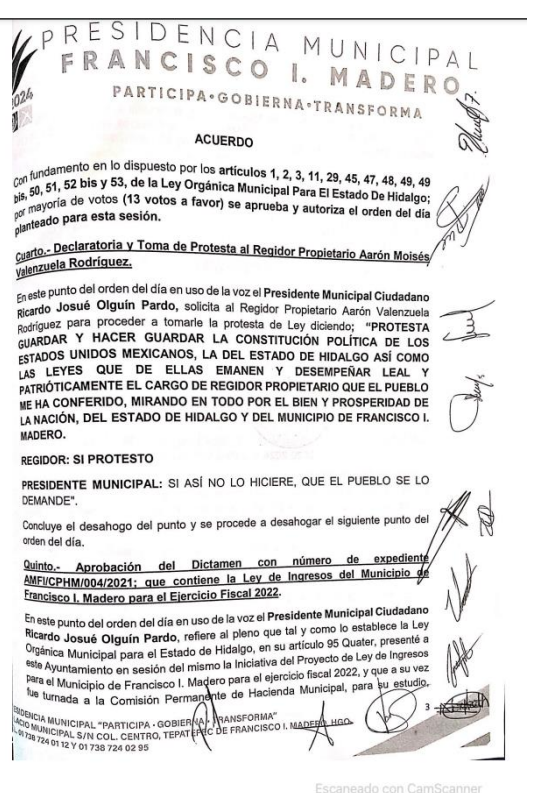 PRESIDENCIA MUNICIPAL
FRANCISCO I. MADERO
PARTICIPA•GOBIERNA•TRANSFORMA
2024
ACUERDO
Con fundamento en lo dispuesto por los artículos 1, 2, 3, 11, 29, 45, 47, 48, 49, 49
bis, 50, 51, 52 bis y 53, de la Ley Orgánica Municipal Para El Estado De Hidalgo;
por mayoría de votos (13 votos a favor) se aprueba y autoriza el orden del día
planteado para esta sesión.
Cuarto.- Declaratoria y Toma de Protesta al Regidor Propietario Aarón Moisés
Valenzuela Rodríguez.
En este punto del orden del día en uso de la voz el Presidente Municipal Ciudadano
Ricardo Josué Olguín Pardo, solicita al Regidor Propietario Aarón Valenzuela
Rodríguez para proceder a tomarle la protesta de Ley diciendo; "PROTESTA
GUARDAR Y HACER GUARDAR LA CONSTITUCIÓN POLÍTICA DE LOS
ESTADOS UNIDOS MEXICANOS, LA DEL ESTADO DE HIDALGO ASÍ COMO
LAS LEYES QUE DE ELLAS EMANEN Y DESEMPEÑAR LEAL Y
PATRIÓTICAMENTE EL CARGO DE REGIDOR PROPIETARIO QUE EL PUEBLO
ME HA CONFERIDO, MIRANDO EN TODO POR EL BIEN Y PROSPERIDAD DE
LA NACIÓN, DEL ESTADO DE HIDALGO Y DEL MUNICIPIO DE FRANCISCO I.
MADERO.
REGIDOR: SI PROTESTO
PRESIDENTE MUNICIPAL: SI ASÍ NO LO HICIERE, QUE EL PUEBLO SE LO
DEMANDE".
Concluye el desahogo del punto y se procede a desahogar el siguiente punto del
orden del día.
Quinto.- Aprobación del Dictamen con número de expediente
AMFI/CPHM/004/2021; que contiene la Ley de Ingresos del Municipio de
Francisco I. Madero para el Ejercicio Fiscal 2022.
En este punto del orden del día en uso de la voz el Presidente Municipal Ciudadano
Ricardo Josué Olguín Pardo, refiere al pleno que tal y como lo establece la Ley
Orgánica Municipal para el Estado de Hidalgo, en su artículo 95 Quater, presenté a
este Ayuntamiento en sesión del mismo la Iniciativa del Proyecto de Ley de Ingresos
para el Municipio de Francisco I. Madero para el ejercicio fiscal 2022, y que a su vez
fue turnada a la Comisión Permanente de Hacienda Municipal, para su estudio,
3
MUNICIPAL "PARTICIPA • GOBIERNA • TRANSFORMA"
MUNICIPAL S/N COL. CENTRO, TEPATEPEC DE FRANCISCO I. MADERO, HGO.
01 738 724 01 12 Y 01 738 724 02 95
Escaneado con CamScanner